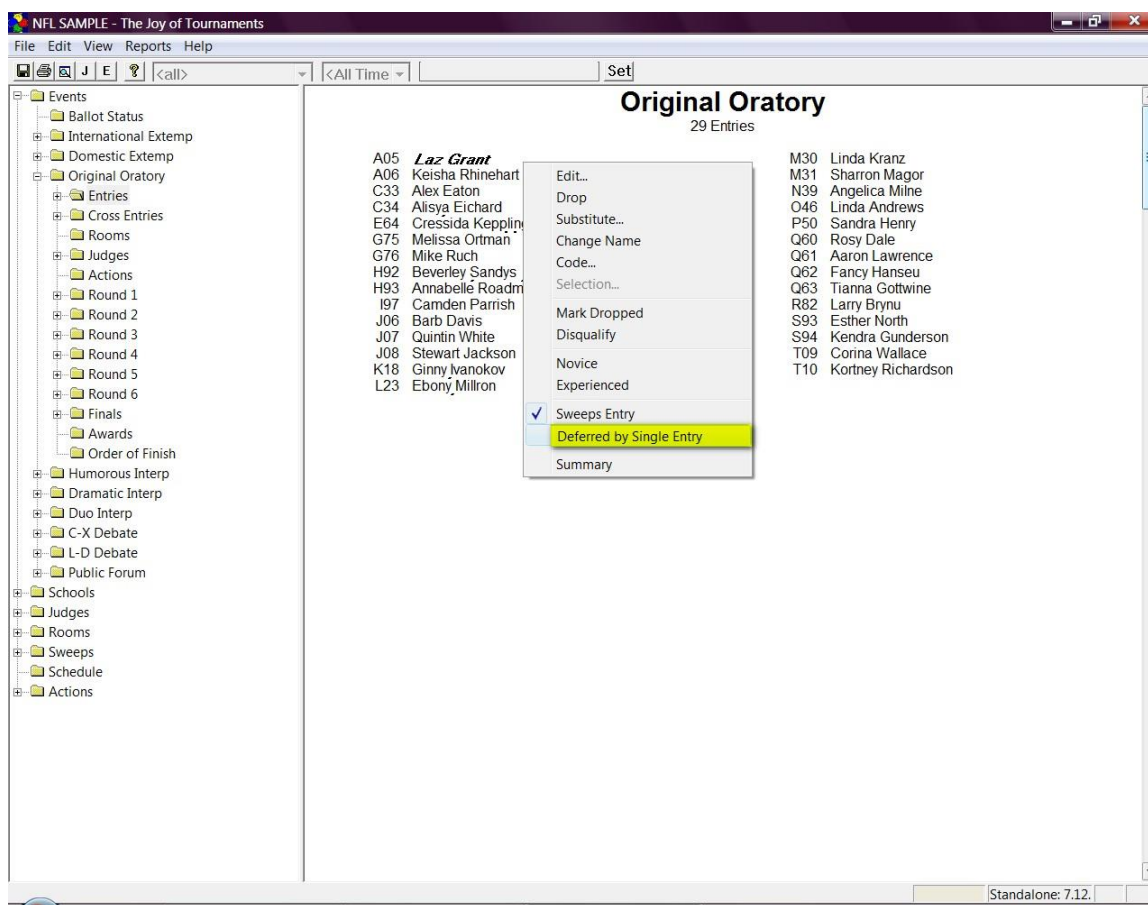 NFL SAMPLE - The Joy of Tournaments
File Edit View Reports Help
J E ? <all> <All Time Set
Events
Ballot Status
International Extemp
Domestic Extemp
Original Oratory
Entries
Cross Entries
Rooms
Judges
Actions
Round 1
Round 2
Round 3
Round 4
Round 5
Round 6
Finals
Awards
Order of Finish
Humorous Interp
Dramatic Interp
Duo Interp
C-X Debate
L-D Debate
Public Forum
Schools
Judges
Rooms
Sweeps
Schedule
Actions
Original Oratory
29 Entries
A05 Laz Grant
A06 Keisha Rhinehart
C33 Alex Eaton
C34 Alisya Eichard
E64 Cressida Keppling
G75 Melissa Ortman
G76 Mike Ruch
H92 Beverley Sandys
H93 Annabelle Roadm
I97 Camden Parrish
J06 Barb Davis
J07 Quintin White
J08 Stewart Jackson
K18 Ginny Ivanokov
L23 Ebony Millron
Edit...
Drop
Substitute...
Change Name
Code...
Selection...
Mark Dropped
Disqualify
Novice
Experienced
Sweeps Entry
Deferred by Single Entry
Summary
M30 Linda Kranz
M31 Sharron Magor
N39 Angelica Milne
O46 Linda Andrews
P50 Sandra Henry
Q60 Rosy Dale
Q61 Aaron Lawrence
Q62 Fancy Hanseu
Q63 Tianna Gottwine
R82 Larry Brynu
S93 Esther North
S94 Kendra Gunderson
T09 Corina Wallace
T10 Kortney Richardson
Standalone: 7.12.